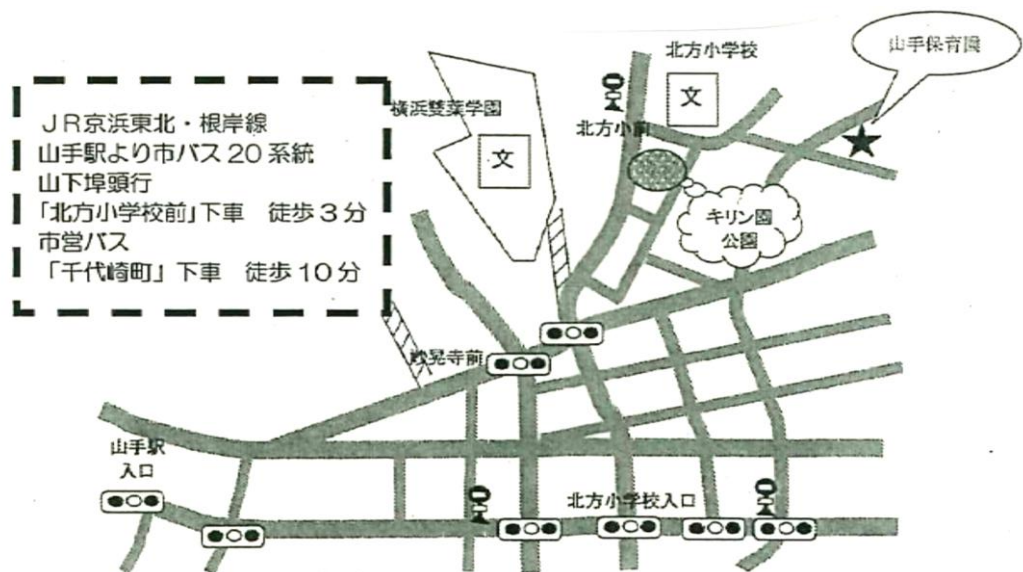 JR京浜東北・根岸線
山手駅より市バス20系統
山下埠頭行
「北方小学校前」下車　徒歩3分
市営バス
「千代崎町」下車　徒歩10分
横浜雙葉学園
文
北方小学校
文
北方小前
山手保育園
キリン園
公園
妙晃寺前
山手駅
入口
北方小学校入口